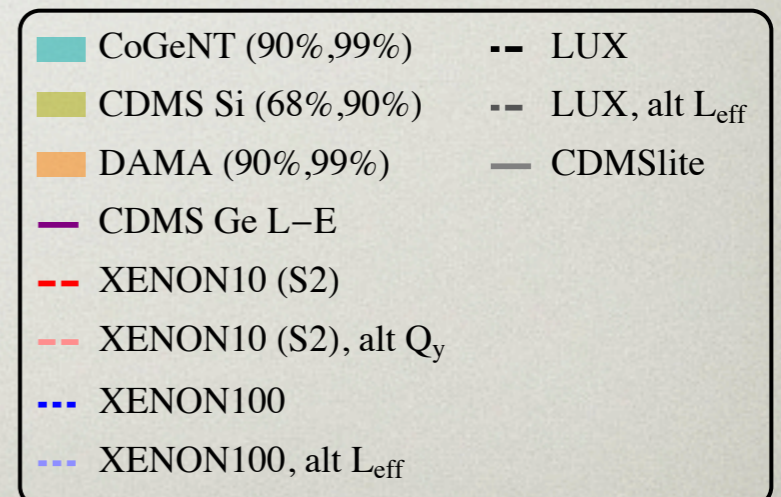 CoGeNT (90%,99%)
CDMS Si (68%,90%)
DAMA (90%,99%)
CDMS Ge L−E
XENON10 (S2)
XENON10 (S2), alt Qy
XENON100
XENON100, alt Leff
LUX
LUX, alt Leff
CDMSlite